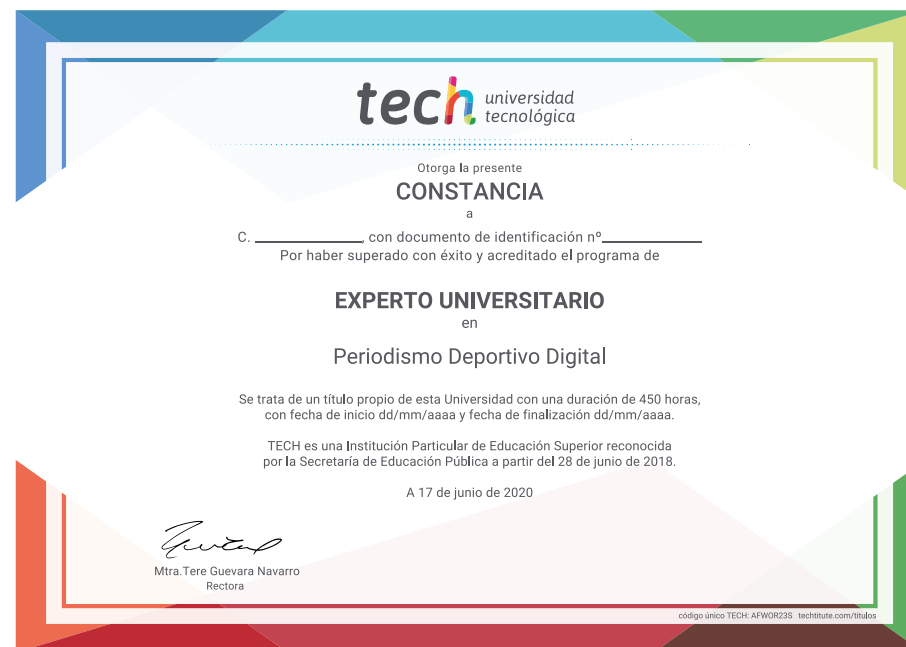 tech universidad
tecnológica
Otorga la presente
CONSTANCIA
a
C. ____________, con documento de identificación nº____________
Por haber superado con éxito y acreditado el programa de
EXPERTO UNIVERSITARIO
en
Periodismo Deportivo Digital
Se trata de un título propio de esta Universidad con una duración de 450 horas,
con fecha de inicio dd/mm/aaaa y fecha de finalización dd/mm/aaaa.
TECH es una Institución Particular de Educación Superior reconocida
por la Secretaría de Educación Pública a partir del 28 de junio de 2018.
A 17 de junio de 2020
Mtra.Tere Guevara Navarro
Rectora
código único TECH: AFWOR23S techtitute.com/titulos